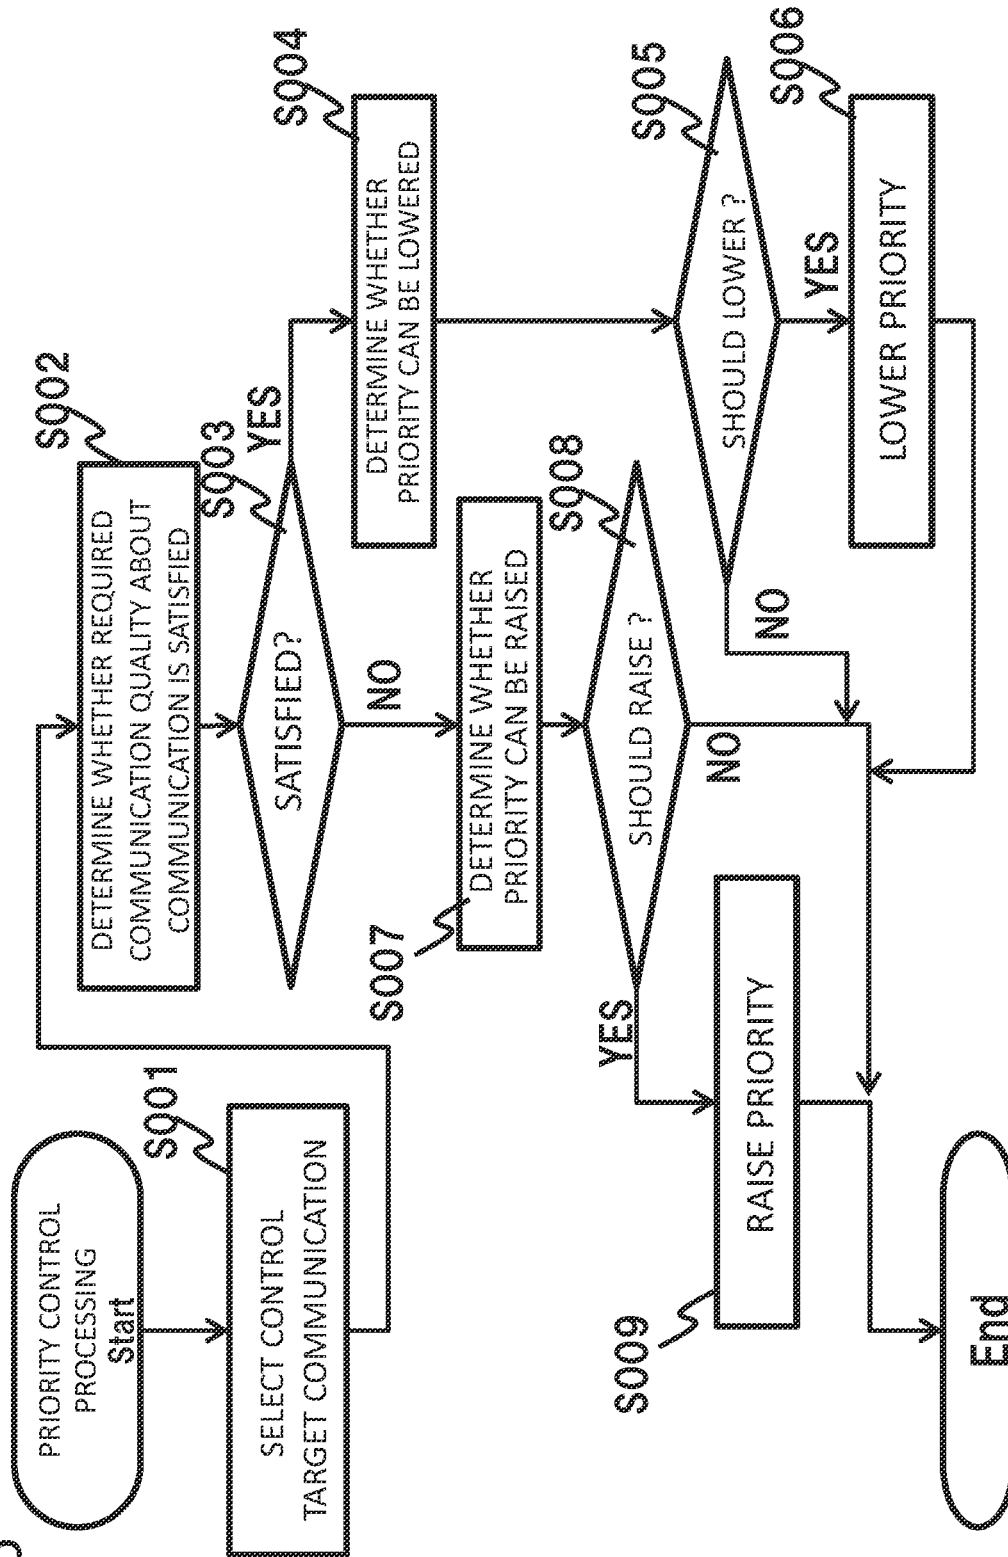 PRIORITY CONTROL
PROCESSING
Start
S001
SELECT CONTROL
TARGET COMMUNICATION
S002
DETERMINE WHETHER REQUIRED
COMMUNICATION QUALITY ABOUT
COMMUNICATION IS SATISFIED
S003
SATISFIED?
YES
NO
S004
DETERMINE WHETHER
PRIORITY CAN BE LOWERED
S005
SHOULD LOWER ?
YES
NO
S006
LOWER PRIORITY
S007
DETERMINE WHETHER
PRIORITY CAN BE RAISED
S008
SHOULD RAISE ?
YES
NO
S009
RAISE PRIORITY
End